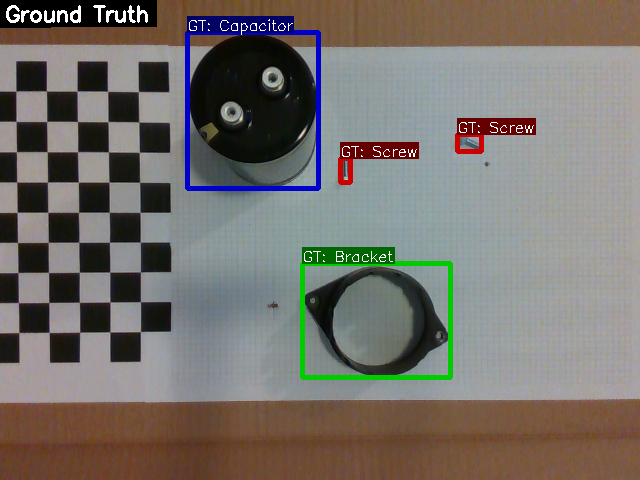 Ground Truth
GT: Capacitor
GT: Screw
GT: Screw
GT: Bracket